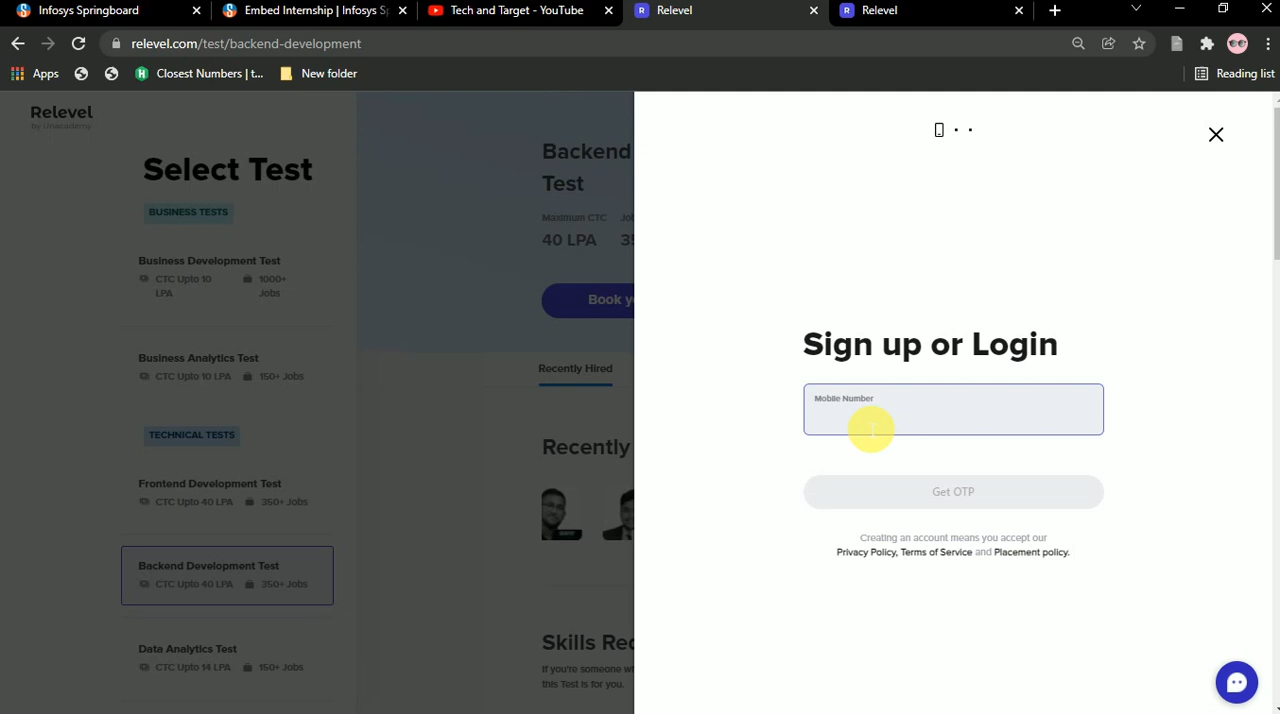 Infosys Springboard
Embed Internship | Infosys Sp
Tech and Target - YouTube
Relevel
Relevel
relevel.com/test/backend-development
Apps
Closest Numbers | t...
New folder
Reading list
Relevel
by Unacademy
Select Test
BUSINESS TESTS
Business Development Test
CTC Upto 10
LPA
1000+
Jobs
Business Analytics Test
CTC Upto 10 LPA
150+ Jobs
TECHNICAL TESTS
Frontend Development Test
CTC Upto 40 LPA
350+ Jobs
Backend Development Test
CTC Upto 40 LPA
350+ Jobs
Data Analytics Test
CTC Upto 14 LPA
150+ Jobs
Backend
Test
Maximum CTC
Jo
40 LPA
35
Book yo
Recently Hired
Recently
Skills Req
If you're someone wi
this Test is for you.
Sign up or Login
Mobile Number
Get OTP
Creating an account means you accept our
Privacy Policy, Terms of Service and Placement policy.